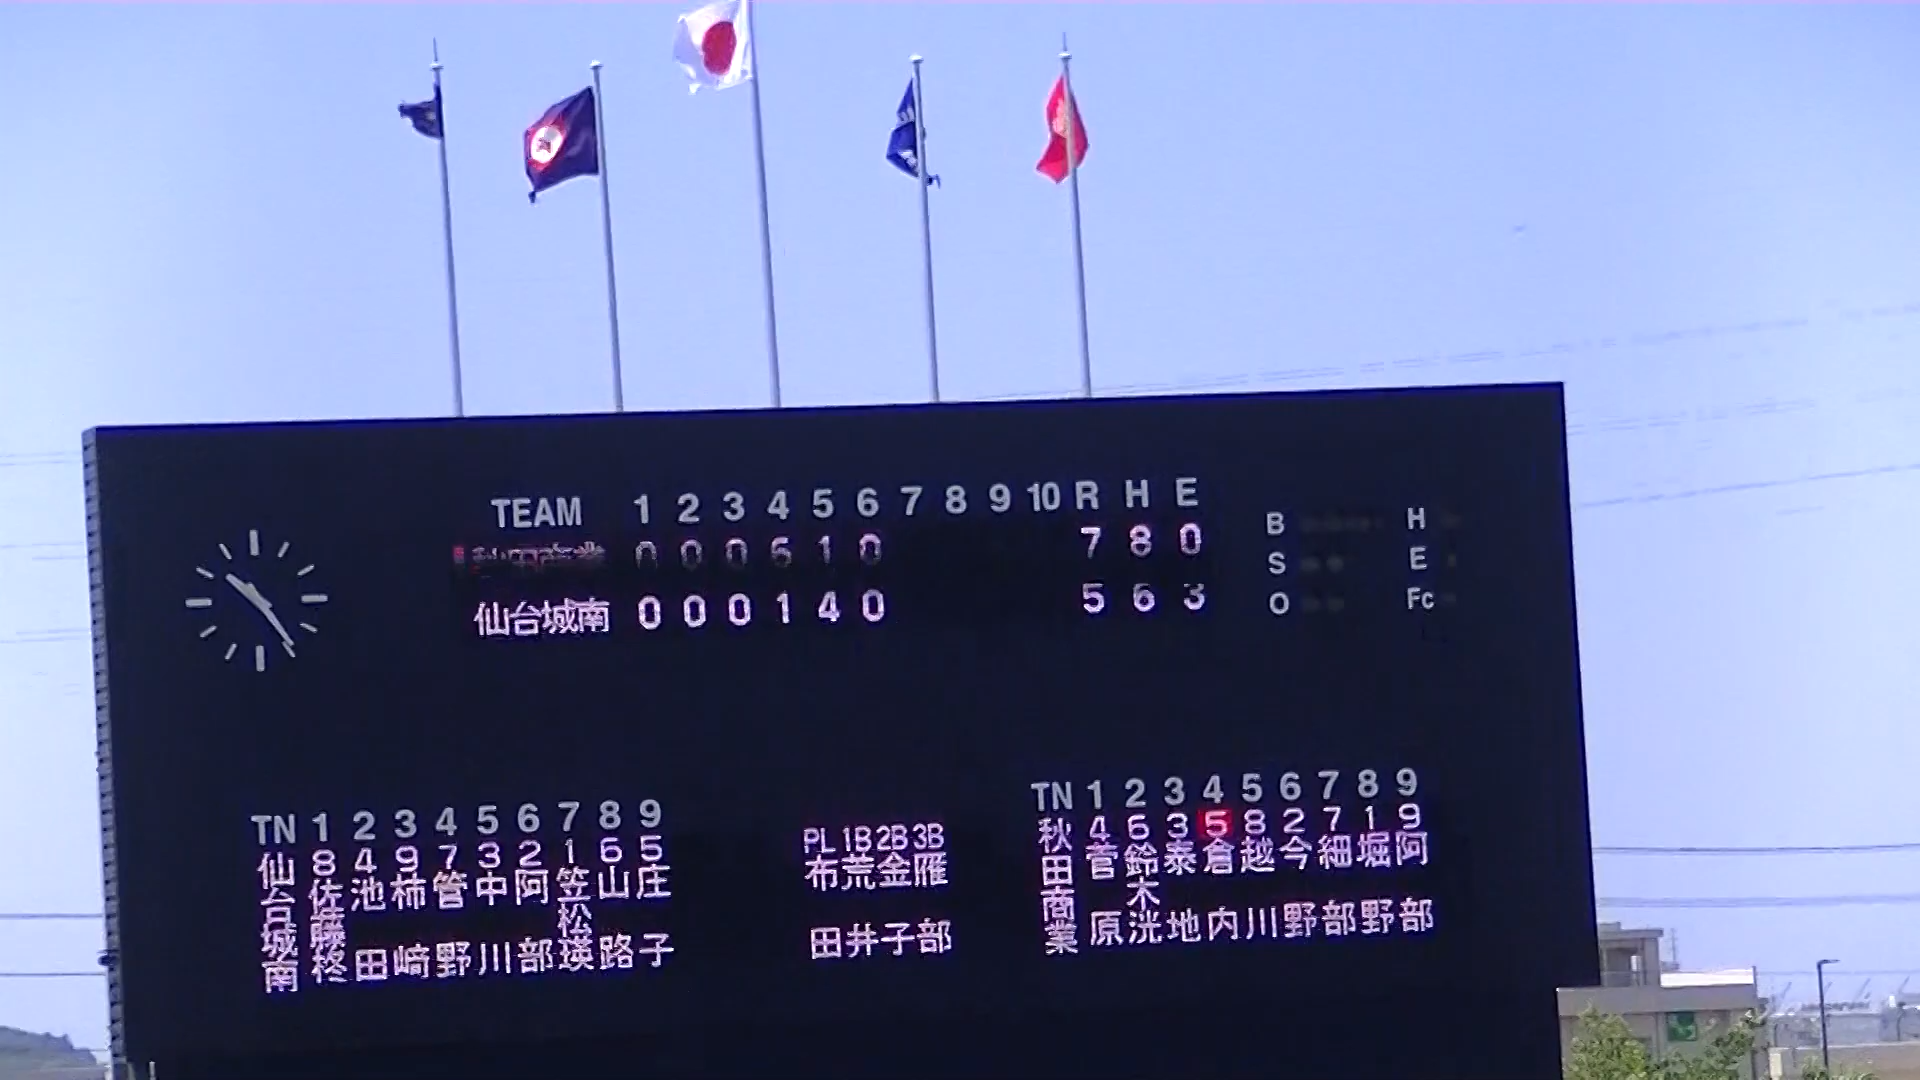 TEAM 1 2 3 4 5 6 7 8 9 10 R H E
秋田商業 0 0 0 6 1 0 7 8 0
仙台城南 0 0 0 1 4 0 5 6 3
B H
S E
O Fc
TN 1 2 3 4 5 6 7 8 9
仙台城南 8 4 9 7 3 2 1 6 5
佐藤柊
池田
柿崎
管野
中川
阿部
笠松瑛
山路
庄子
PL 1B 2B 3B
布田
荒井
金子
雁部
TN 1 2 3 4 5 6 7 8 9
秋田商業 4 6 3 5 8 2 7 1 9
菅原
鈴木洸
泰地
倉内
越川
今野
細部
堀野
阿部